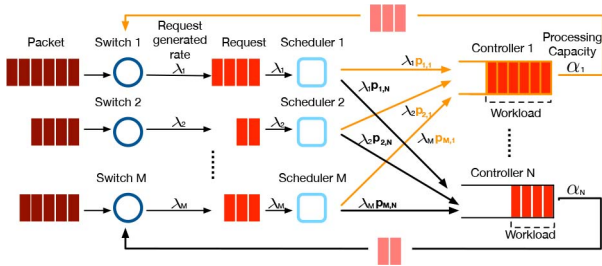 Packet
Switch 1
Request
generated
rate
Request
Scheduler 1
Controller 1
Processing
Capacity
λ₁
λ₁
λ₁p₁,₁
α₁
λ₁p₁,N
Workload
Switch 2
Scheduler 2
λ₂
λ₂
λ₂p₂,₁
λ₂p₂,N
λMpM,₁
Switch M
Scheduler M
Controller N
λM
λM
λMpM,N
αN
Workload